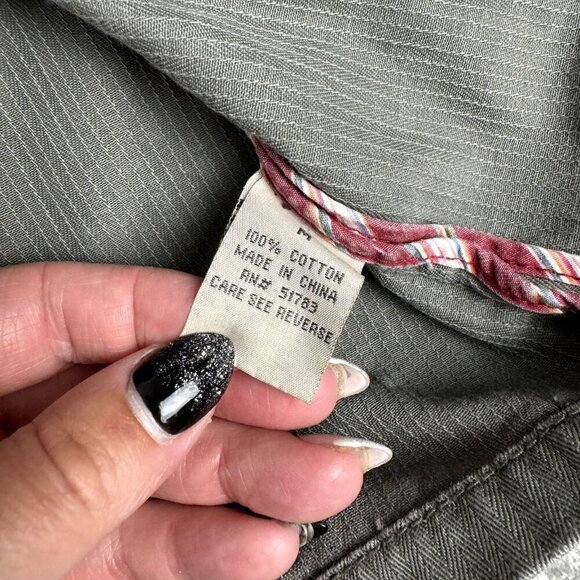 M
100% COTTON
MADE IN CHINA
RN# 51783
CARE SEE REVERSE